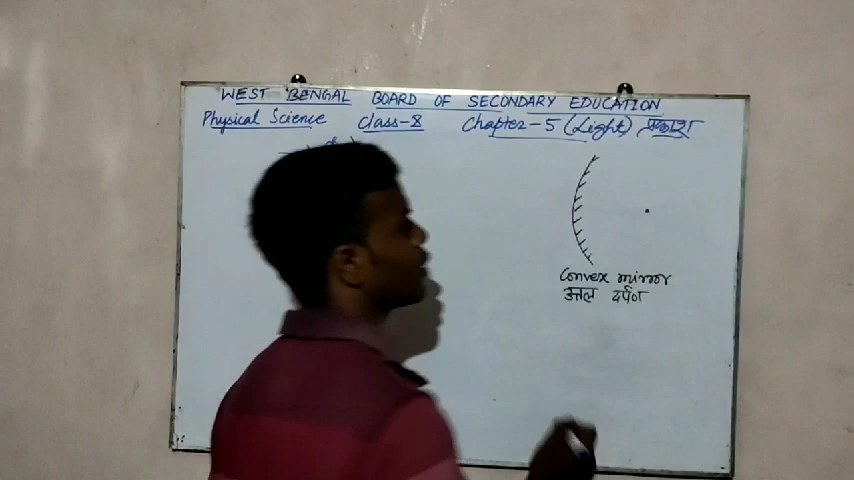 WEST BENGAL BOARD OF SECONDARY EDUCATION
Physical Science Class-8 Chapter-5 (Light) प्रकाश
Convex mirror
उत्तल दर्पण